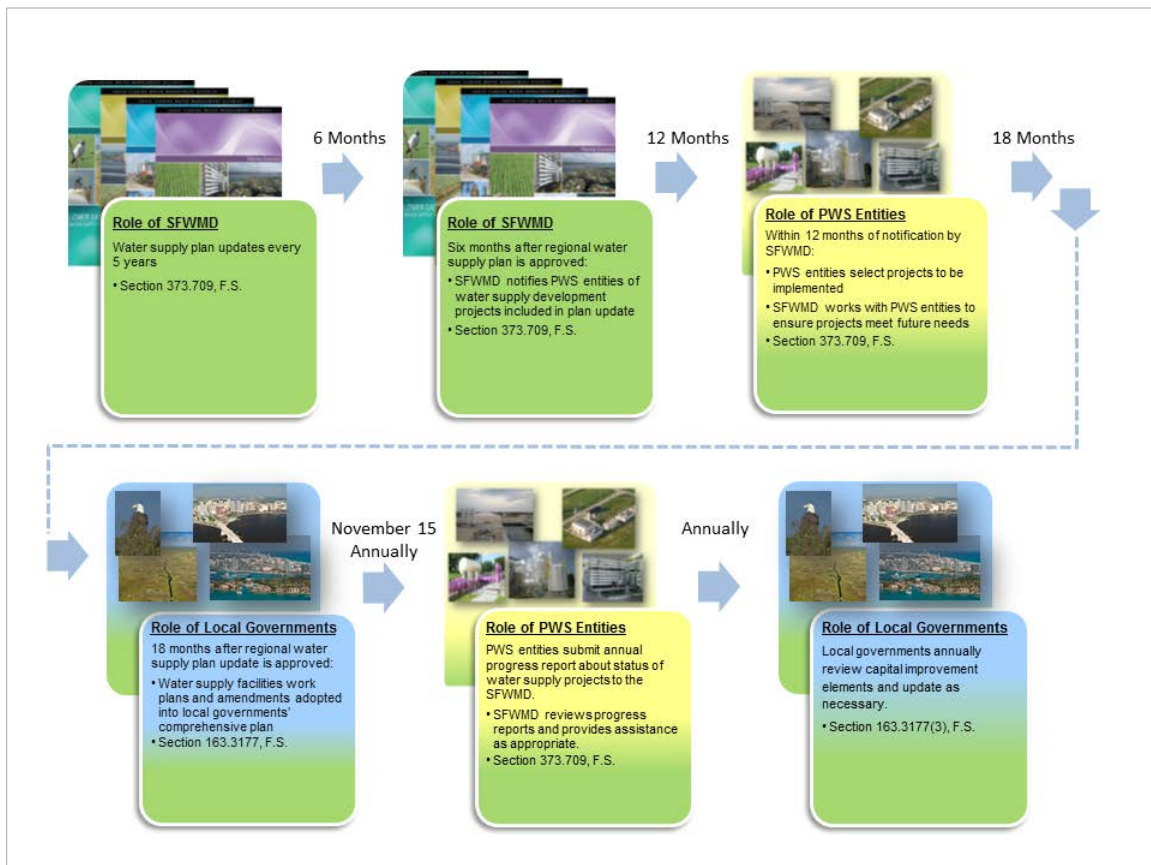 6 Months
12 Months
18 Months
Role of SFWMD
Water supply plan updates every
5 years
• Section 373.709, F.S.
Role of SFWMD
Six months after regional water
supply plan is approved:
• SFWMD notifies PWS entities of
water supply development
projects included in plan update
• Section 373.709, F.S.
Role of PWS Entities
Within 12 months of notification by
SFWMD:
• PWS entities select projects to be
implemented
• SFWMD works with PWS entities to
ensure projects meet future needs
• Section 373.709, F.S.
November 15
Annually
Annually
Role of Local Governments
18 months after regional water
supply plan update is approved:
• Water supply facilities work
plans and amendments adopted
into local governments'
comprehensive plan
• Section 163.3177, F.S.
Role of PWS Entities
PWS entities submit annual
progress report about status of
water supply projects to the
SFWMD.
• SFWMD reviews progress
reports and provides assistance
as appropriate.
• Section 373.709, F.S.
Role of Local Governments
Local governments annually
review capital improvement
elements and update as
necessary.
• Section 163.3177(3), F.S.